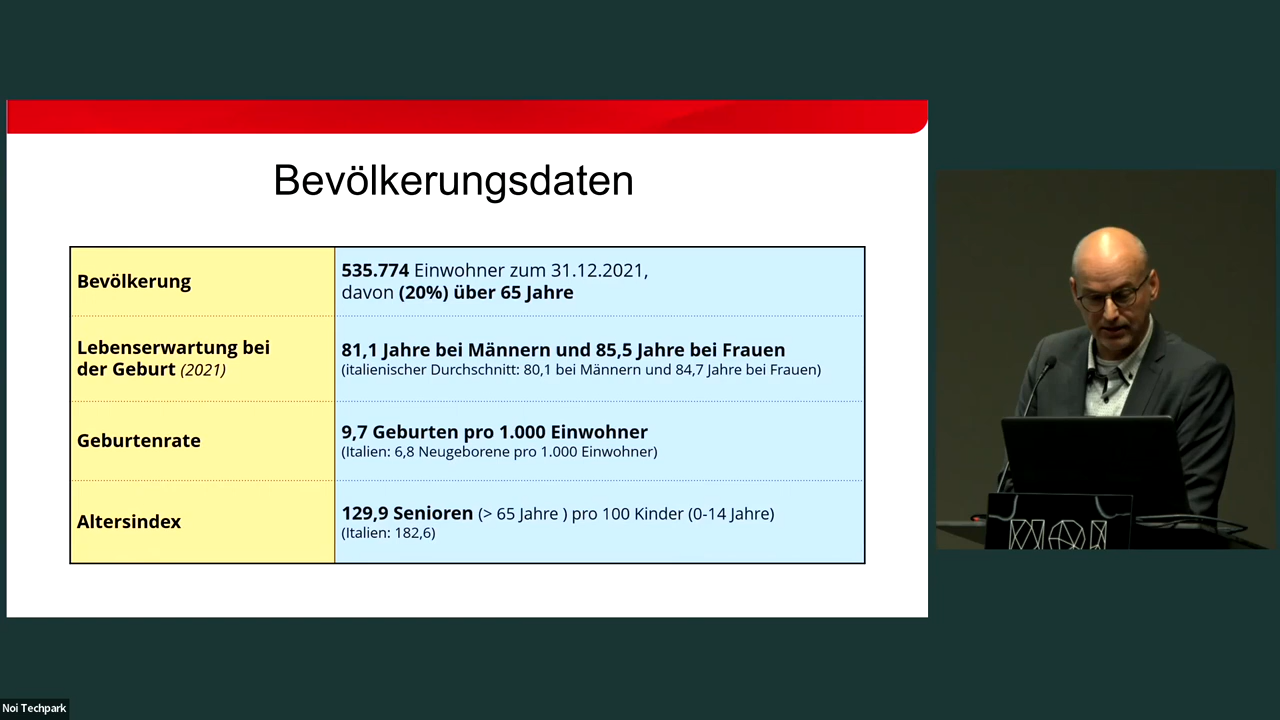 Bevölkerungsdaten
Bevölkerung
535.774 Einwohner zum 31.12.2021,
davon (20%) über 65 Jahre
Lebenserwartung bei
der Geburt (2021)
81,1 Jahre bei Männern und 85,5 Jahre bei Frauen
(italienischer Durchschnitt: 80,1 bei Männern und 84,7 Jahre bei Frauen)
Geburtenrate
9,7 Geburten pro 1.000 Einwohner
(Italien: 6,8 Neugeborene pro 1.000 Einwohner)
Altersindex
129,9 Senioren (> 65 Jahre ) pro 100 Kinder (0-14 Jahre)
(Italien: 182,6)
NOI
Noi Techpark